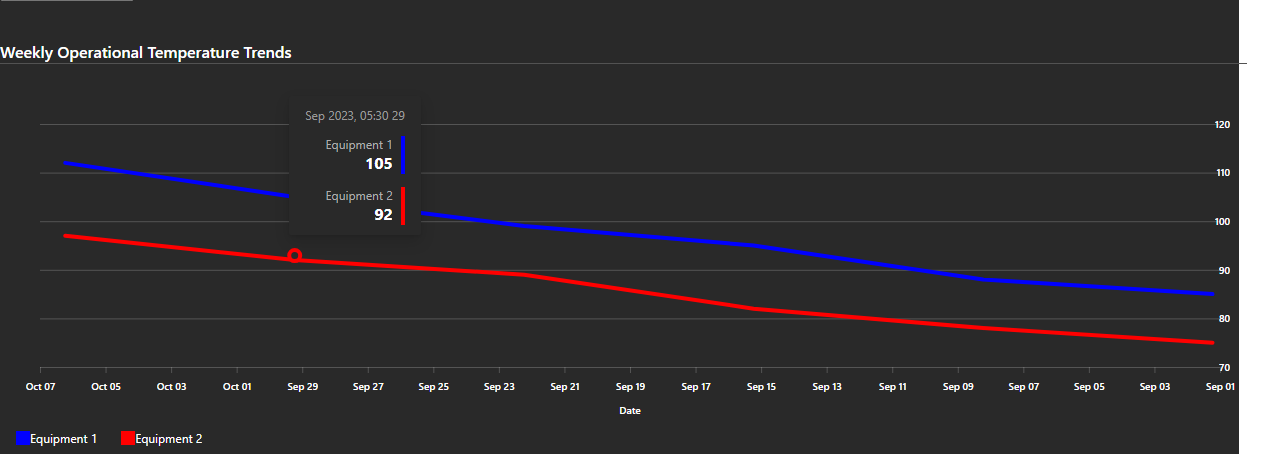 Weekly Operational Temperature Trends
Sep 2023, 05:30 29
Equipment 1
105
Equipment 2
92
120
110
100
90
80
70
Oct 07 Oct 05 Oct 03 Oct 01 Sep 29 Sep 27 Sep 25 Sep 23 Sep 21 Sep 19 Sep 17 Sep 15 Sep 13 Sep 11 Sep 09 Sep 07 Sep 05 Sep 03 Sep 01
Date
Equipment 1 Equipment 2